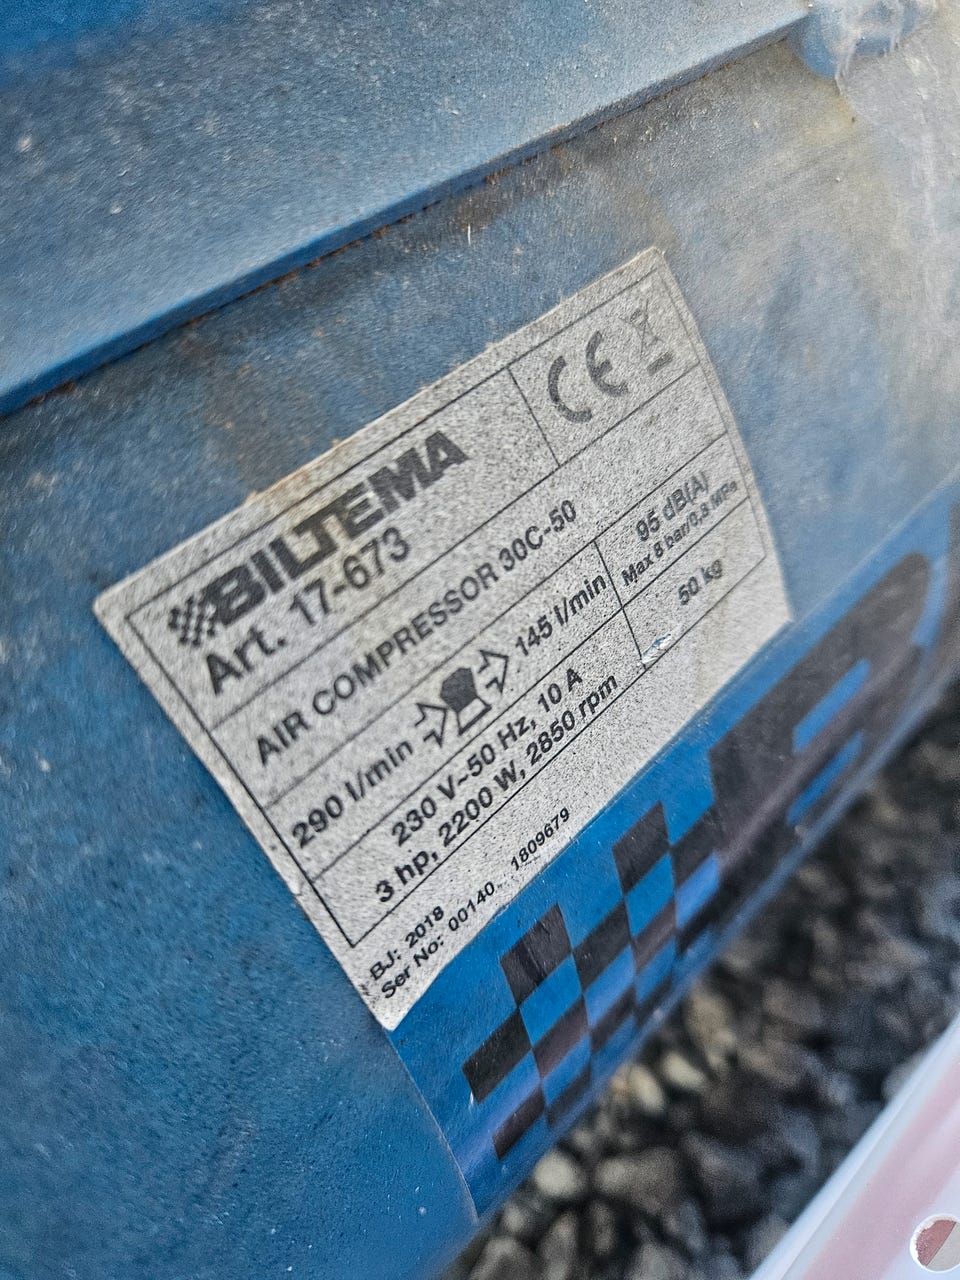 BILTEMA
Art. 17-673
CE
AIR COMPRESSOR 30C-50
290 l/min 145 l/min
95 dB(A)
Max 8 bar/0,8 MPa
230 V~50 Hz, 10 A
3 hp, 2200 W, 2850 rpm
50 kg
BJ: 2018
Ser No: 00140 1809679